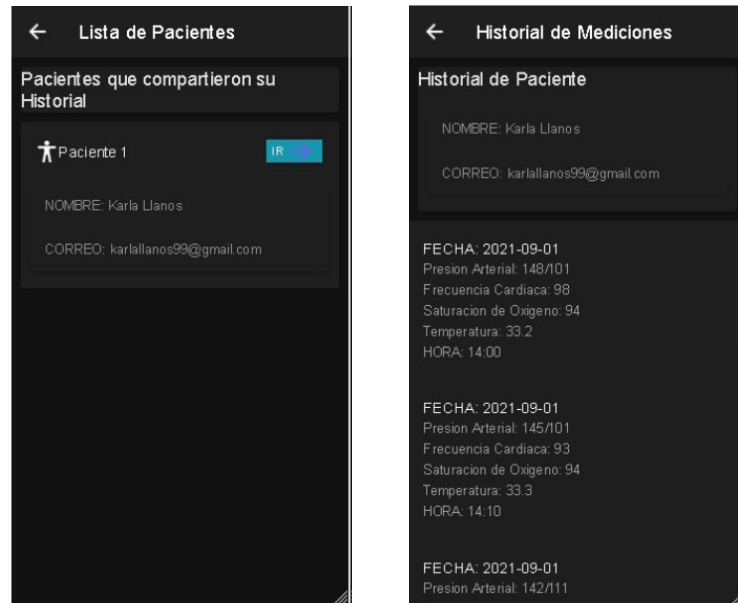 Lista de Pacientes
Pacientes que compartieron su
Historial
Paciente 1
IR
NOMBRE: Karla Llanos
CORREO: karlallanos99@gmail.com
Historial de Mediciones
Historial de Paciente
NOMBRE: Karla Llanos
CORREO: karlallanos99@gmail.com
FECHA: 2021-09-01
Presion Arterial: 148/101
Frecuencia Cardiaca: 98
Saturacion de Oxigeno: 94
Temperatura: 33.2
HORA: 14:00
FECHA: 2021-09-01
Presion Arterial: 145/101
Frecuencia Cardiaca: 93
Saturacion de Oxigeno: 94
Temperatura: 33.3
HORA: 14:10
FECHA: 2021-09-01
Presion Arterial: 142/111